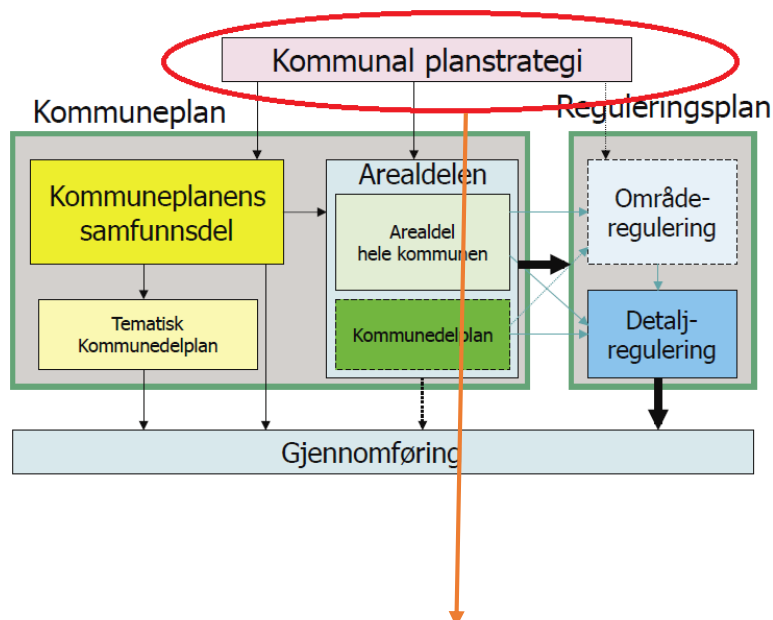 Kommunal planstrategi
Kommuneplan
Reguleringsplan
Kommuneplanens
samfunnsdel
Arealdelen
Arealdel
hele kommunen
Område-
regulering
Tematisk
Kommunedelplan
Kommunedelplan
Detalj-
regulering
Gjennomføring